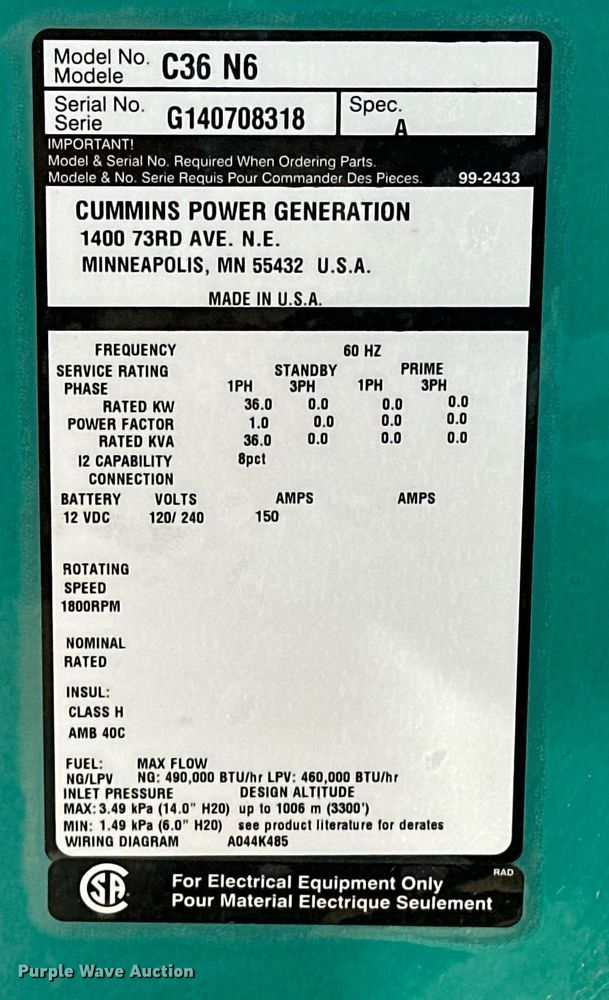 Model No.
Modele
C36 N6
Serial No.
Serie
G140708318
Spec.
A
IMPORTANT!
Model & Serial No. Required When Ordering Parts.
Modele & No. Serie Requis Pour Commander Des Pieces. 99-2433
CUMMINS POWER GENERATION
1400 73RD AVE. N.E.
MINNEAPOLIS, MN 55432 U.S.A.
MADE IN U.S.A.
FREQUENCY 60 HZ
SERVICE RATING STANDBY PRIME
PHASE 1PH 3PH 1PH 3PH
RATED KW 36.0 0.0 0.0 0.0
POWER FACTOR 1.0 0.0 0.0 0.0
RATED KVA 36.0 0.0 0.0 0.0
I2 CAPABILITY 8pct
CONNECTION
BATTERY VOLTS AMPS AMPS
12 VDC 120/ 240 150
ROTATING
SPEED
1800RPM
NOMINAL
RATED
INSUL:
CLASS H
AMB 40C
FUEL: MAX FLOW
NG/LPV NG: 490,000 BTU/hr LPV: 460,000 BTU/hr
INLET PRESSURE DESIGN ALTITUDE
MAX: 3.49 kPa (14.0" H20) up to 1006 m (3300')
MIN: 1.49 kPa (6.0" H20) see product literature for derates
WIRING DIAGRAM A044K485
RAD
SA
For Electrical Equipment Only
Pour Material Electrique Seulement
Purple Wave Auction